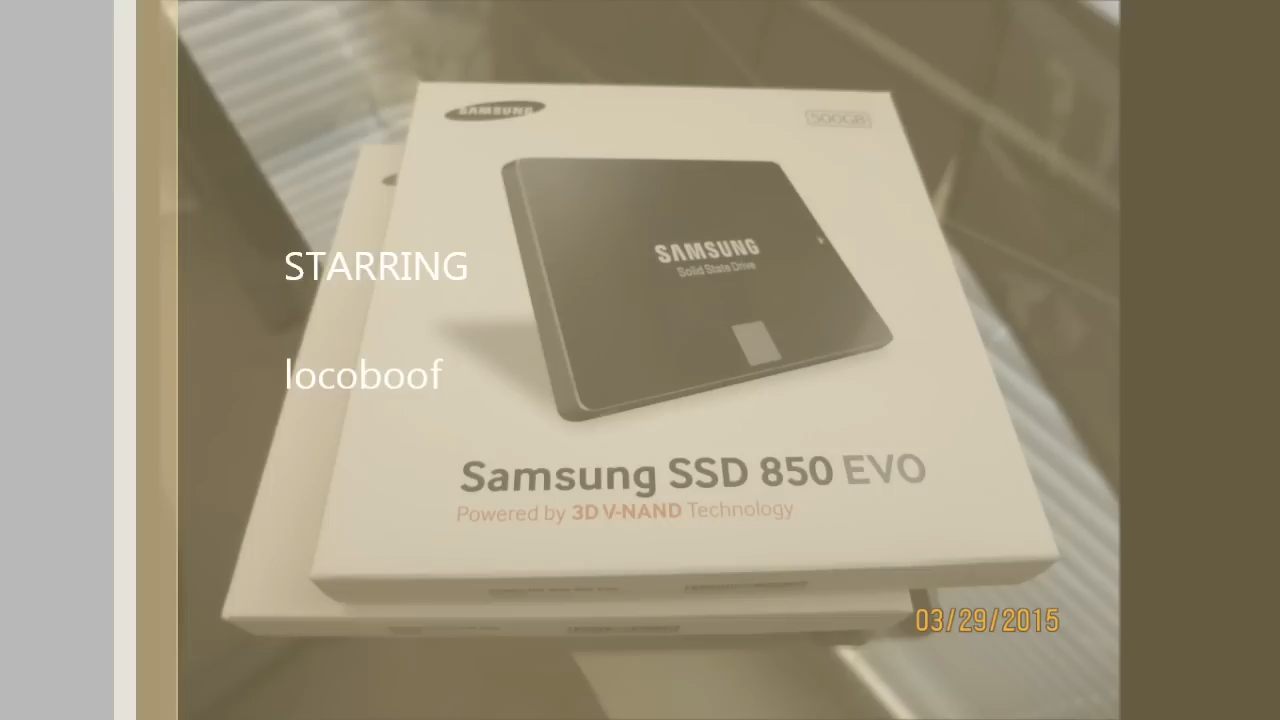 SAMSUNG
500GB
SAMSUNG
Solid State Drive
STARRING
locoboof
Samsung SSD 850 EVO
Powered by 3D V-NAND Technology
03/29/2015